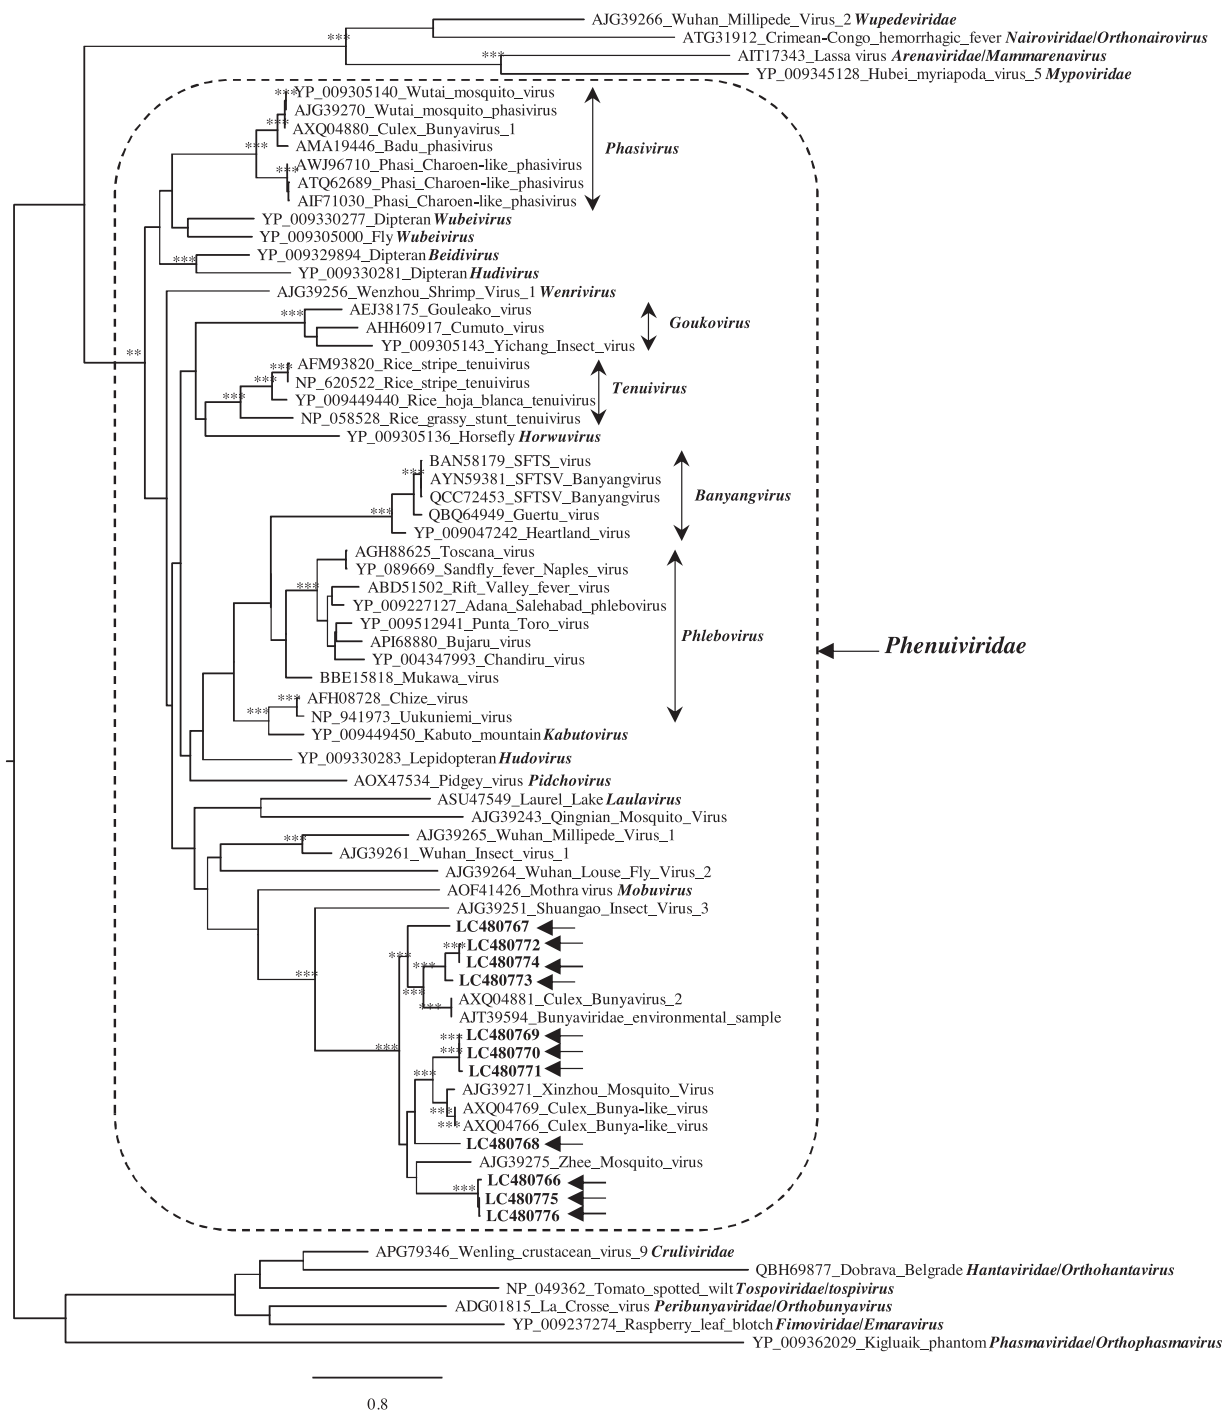 AJG39266_Wuhan_Millipede_Virus_2 Wupedeviridae
*** ATG31912_Crimean-Congo_hemorrhagic_fever Nairoviridae/Orthonairovirus
*** AIT17343_Lassa virus Arenaviridae/Mammarenavirus
YP_009345128_Hubei_myriapoda_virus_5 Mypoviridae
*** YP_009305140_Wutai_mosquito_virus
AJG39270_Wutai_mosquito_phasivirus
*** AXQ04880_Culex_Bunyavirus_1
*** AMA19446_Badu_phasivirus
Phasivirus
*** AWJ96710_Phasi_Charoen-like_phasivirus
ATQ62689_Phasi_Charoen-like_phasivirus
AIF71030_Phasi_Charoen-like_phasivirus
YP_009330277_Dipteran Wubeivirus
YP_009305000_Fly Wubeivirus
*** YP_009329894_Dipteran Beidivirus
YP_009330281_Dipteran Hudivirus
AJG39256_Wenzhou_Shrimp_Virus_1 Wenrivirus
*** AEJ38175_Gouleako_virus
AHH60917_Cumuto_virus
Goukovirus
YP_009305143_Yichang_Insect_virus
**
*** AFM93820_Rice_stripe_tenuivirus
*** NP_620522_Rice_stripe_tenuivirus
Tenuivirus
*** YP_009449440_Rice_hoja_blanca_tenuivirus
NP_058528_Rice_grassy_stunt_tenuivirus
YP_009305136_Horsefly Horwuvirus
BAN58179_SFTS_virus
*** AYN59381_SFTSV_Banyangvirus
QCC72453_SFTSV_Banyangvirus
Banyangvirus
*** QBQ64949_Guertu_virus
YP_009047242_Heartland_virus
AGH88625_Toscana_virus
YP_089669_Sandfly_fever_Naples_virus
*** ABD51502_Rift_Valley_fever_virus
YP_009227127_Adana_Salehabad_phlebovirus
YP_009512941_Punta_Toro_virus
Phlebovirus
API68880_Bujaru_virus
Phenuiviridae
YP_004347993_Chandiru_virus
BBE15818_Mukawa_virus
*** AFH08728_Chize_virus
*** NP_941973_Uukuniemi_virus
YP_009449450_Kabuto_mountain Kabutovirus
YP_009330283_Lepidopteran Hudovirus
AOX47534_Pidgey_virus Pidchovirus
ASU47549_Laurel_Lake Laulavirus
AJG39243_Qingnian_Mosquito_Virus
*** AJG39265_Wuhan_Millipede_Virus_1
AJG39261_Wuhan_Insect_virus_1
AJG39264_Wuhan_Louse_Fly_Virus_2
AOF41426_Mothra virus Mobuvirus
AJG39251_Shuangao_Insect_Virus_3
LC480767
*** LC480772
*** *** LC480774
*** LC480773
*** AXQ04881_Culex_Bunyavirus_2
*** AJT39594_Bunyaviridae_environmental_sample
*** LC480769
*** *** LC480770
*** LC480771
AJG39271_Xinzhou_Mosquito_Virus
*** AXQ04769_Culex_Bunya-like_virus
*** AXQ04766_Culex_Bunya-like_virus
LC480768
AJG39275_Zhee_Mosquito_virus
LC480766
*** LC480775
LC480776
APG79346_Wenling_crustacean_virus_9 Cruliviridae
QBH69877_Dobrava_Belgrade Hantaviridae/Orthohantavirus
NP_049362_Tomato_spotted_wilt Tospoviridae/tospivirus
ADG01815_La_Crosse_virus Peribunyaviridae/Orthobunyavirus
YP_009237274_Raspberry_leaf_blotch Fimoviridae/Emaravirus
YP_009362029_Kigluaik_phantom Phasmaviridae/Orthophasmavirus
0.8